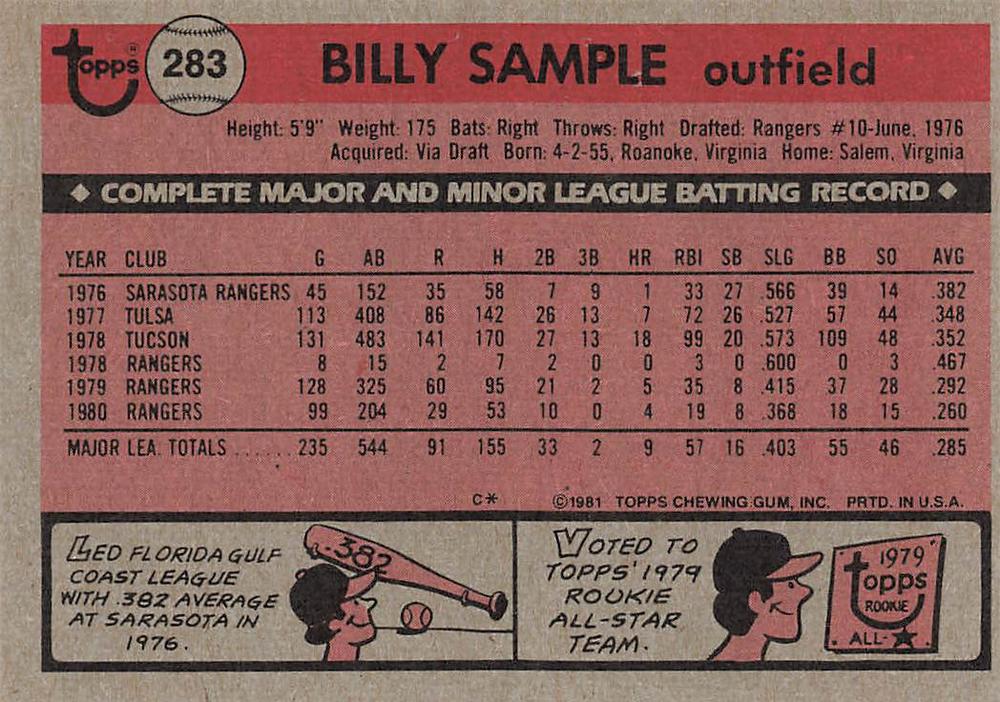 topps® 283 BILLY SAMPLE outfield
Height: 5'9" Weight: 175 Bats: Right Throws: Right Drafted: Rangers #10-June, 1976
Acquired: Via Draft Born: 4-2-55, Roanoke, Virginia Home: Salem, Virginia
◆ COMPLETE MAJOR AND MINOR LEAGUE BATTING RECORD ◆
YEAR CLUB G AB R H 2B 3B HR RBI SB SLG BB SO AVG
1976 SARASOTA RANGERS 45 152 35 58 7 9 1 33 27 .566 39 14 .382
1977 TULSA 113 408 86 142 26 13 7 72 26 .527 57 44 .348
1978 TUCSON 131 483 141 170 27 13 18 99 20 .573 109 48 .352
1978 RANGERS 8 15 2 7 2 0 0 3 0 .600 0 3 .467
1979 RANGERS 128 325 60 95 21 2 5 35 8 .415 37 28 .292
1980 RANGERS 99 204 29 53 10 0 4 19 8 .368 18 15 .260
MAJOR LEA. TOTALS ...... 235 544 91 155 33 2 9 57 16 .403 55 46 .285
C* ©1981 TOPPS CHEWING GUM, INC. PRTD. IN U.S.A.
LED FLORIDA GULF
COAST LEAGUE
WITH .382 AVERAGE
AT SARASOTA IN
1976.
.382
VOTED TO
TOPPS' 1979
ROOKIE
ALL-STAR
TEAM.
1979
topps
ROOKIE
ALL-★